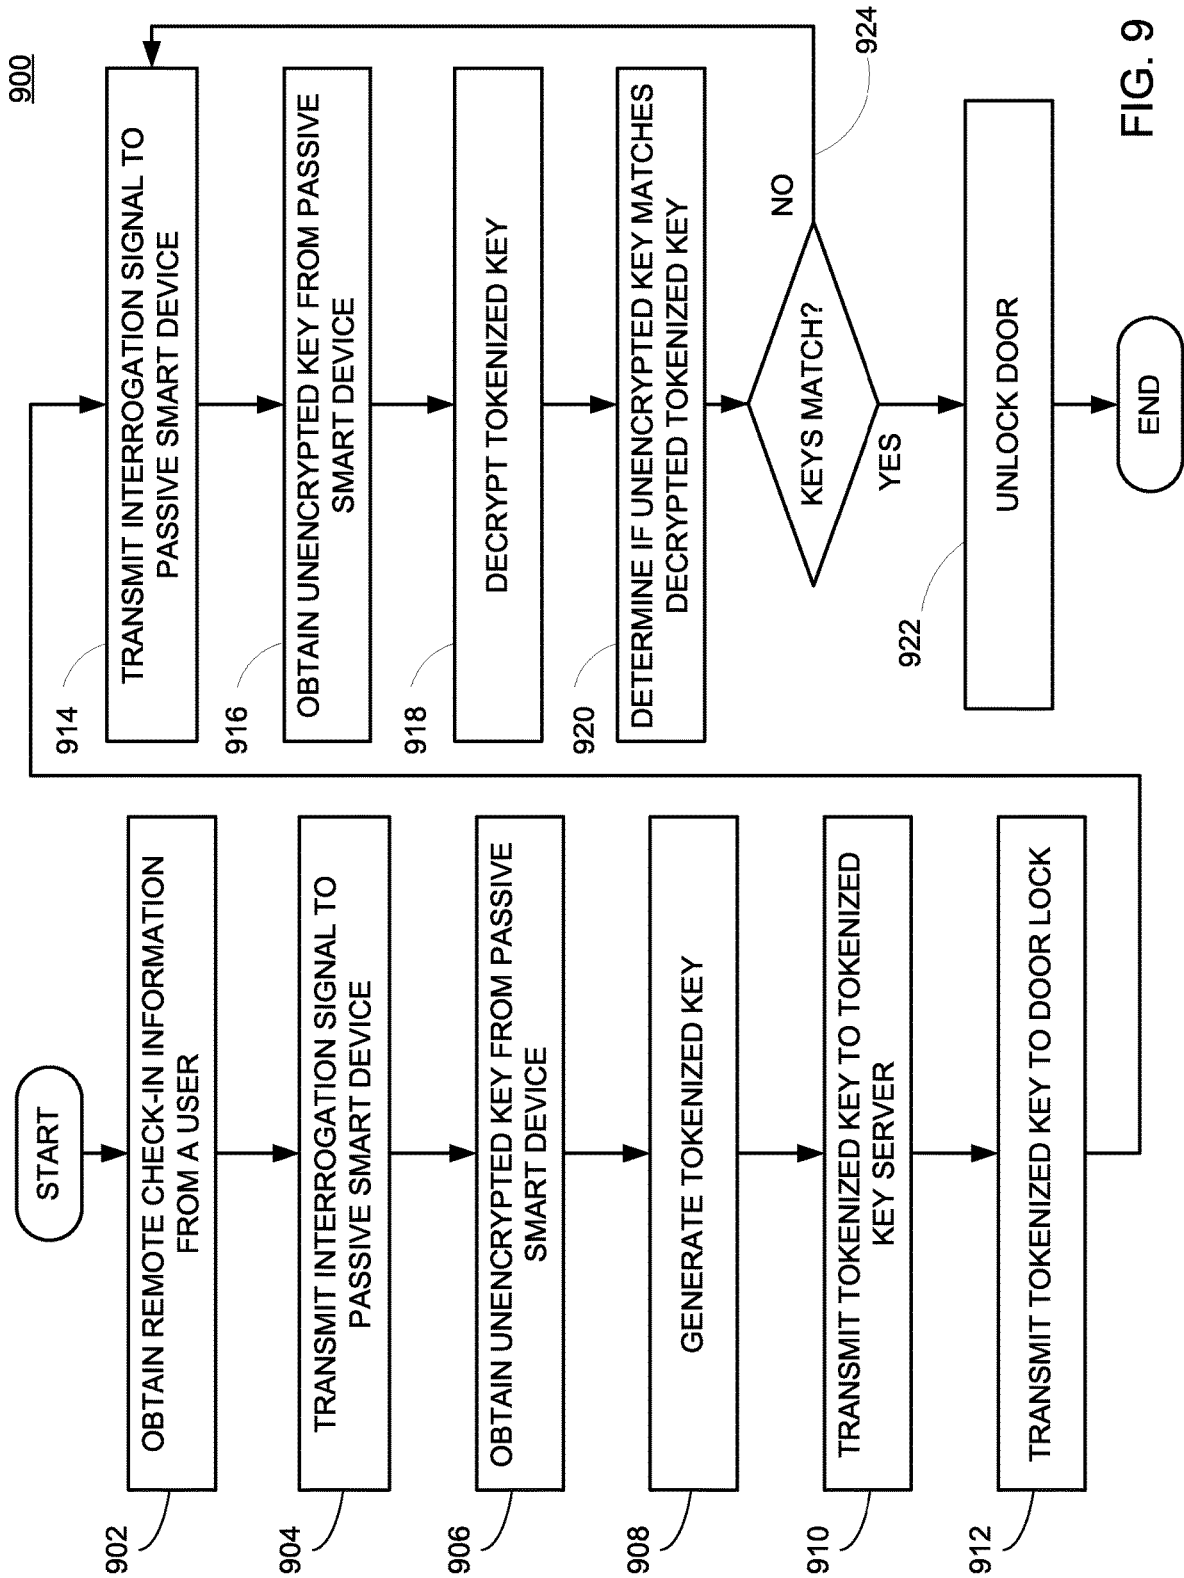 900
START
OBTAIN REMOTE CHECK-IN INFORMATION
FROM A USER
902
TRANSMIT INTERROGATION SIGNAL TO
PASSIVE SMART DEVICE
904
OBTAIN UNENCRYPTED KEY FROM PASSIVE
SMART DEVICE
906
GENERATE TOKENIZED KEY
908
TRANSMIT TOKENIZED KEY TO TOKENIZED
KEY SERVER
910
TRANSMIT TOKENIZED KEY TO DOOR LOCK
912
914
TRANSMIT INTERROGATION SIGNAL TO
PASSIVE SMART DEVICE
916
OBTAIN UNENCRYPTED KEY FROM PASSIVE
SMART DEVICE
918
DECRYPT TOKENIZED KEY
920
DETERMINE IF UNENCRYPTED KEY MATCHES
DECRYPTED TOKENIZED KEY
KEYS MATCH?
NO
924
YES
922
UNLOCK DOOR
END
FIG. 9